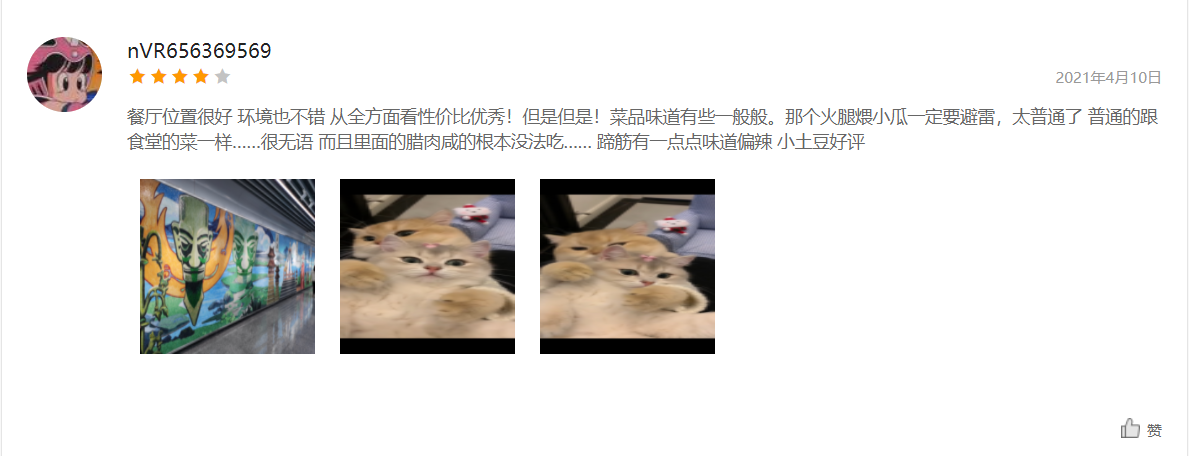 nVR656369569
2021年4月10日
餐厅位置很好 环境也不错 从全方面看性价比优秀！但是但是！菜品味道有些一般般。那个火腿煨小瓜一定要避雷，太普通了 普通的跟
食堂的菜一样……很无语 而且里面的腊肉咸的根本没法吃…… 蹄筋有一点点味道偏辣 小土豆好评
赞